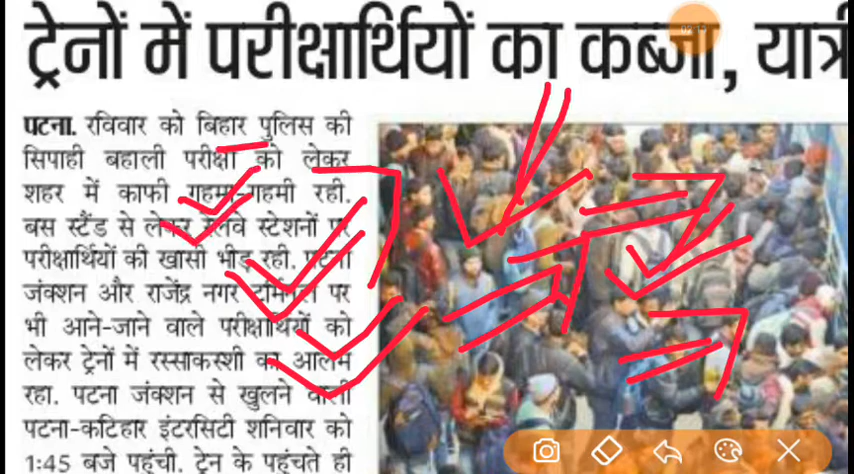 ट्रेनों में परीक्षार्थियों का कब्जा, यात्री
पटना. रविवार को बिहार पुलिस की
सिपाही बहाली परीक्षा को लेकर
शहर में काफी गहमा-गहमी रही.
बस स्टैंड से लेकर रेलवे स्टेशनों पर
परीक्षार्थियों की खासी भीड़ रही. पटना
जंक्शन और राजेंद्र नगर टर्मिनल पर
भी आने-जाने वाले परीक्षार्थियों को
लेकर ट्रेनों में रस्साकस्शी का आलम
रहा. पटना जंक्शन से खुलने वाली
पटना-कटिहार इंटरसिटी शनिवार को
1:45 बजे पहुंची. ट्रेन के पहुंचते ही